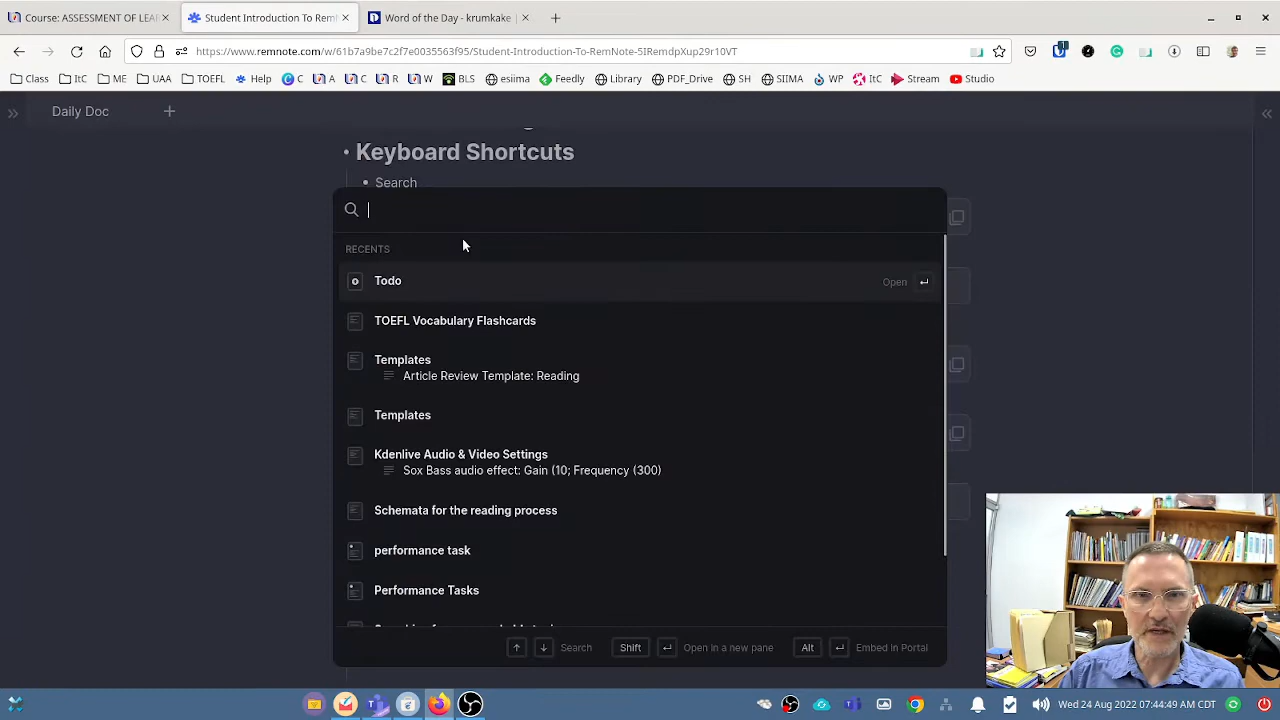 Course: ASSESSMENT OF LEA
Student Introduction To RemN
Word of the Day - krumkake |
https://www.remnote.com/w/61b7a9be7c2f7e0035563f95/Student-Introduction-To-RemNote-5IRemdpXup29r10VT
Class ItC ME UAA TOEFL Help C A C R W BLS esiima Feedly Library PDF_Drive SH SIIMA WP ItC Stream Studio
Daily Doc
Keyboard Shortcuts
Search
RECENTS
Todo Open
TOEFL Vocabulary Flashcards
Templates
Article Review Template: Reading
Templates
Kdenlive Audio & Video Settings
Sox Bass audio effect: Gain (10; Frequency (300)
Schemata for the reading process
performance task
Performance Tasks
Search Shift Open in a new pane Alt Embed in Portal
Wed 24 Aug 2022 07:44:49 AM CDT